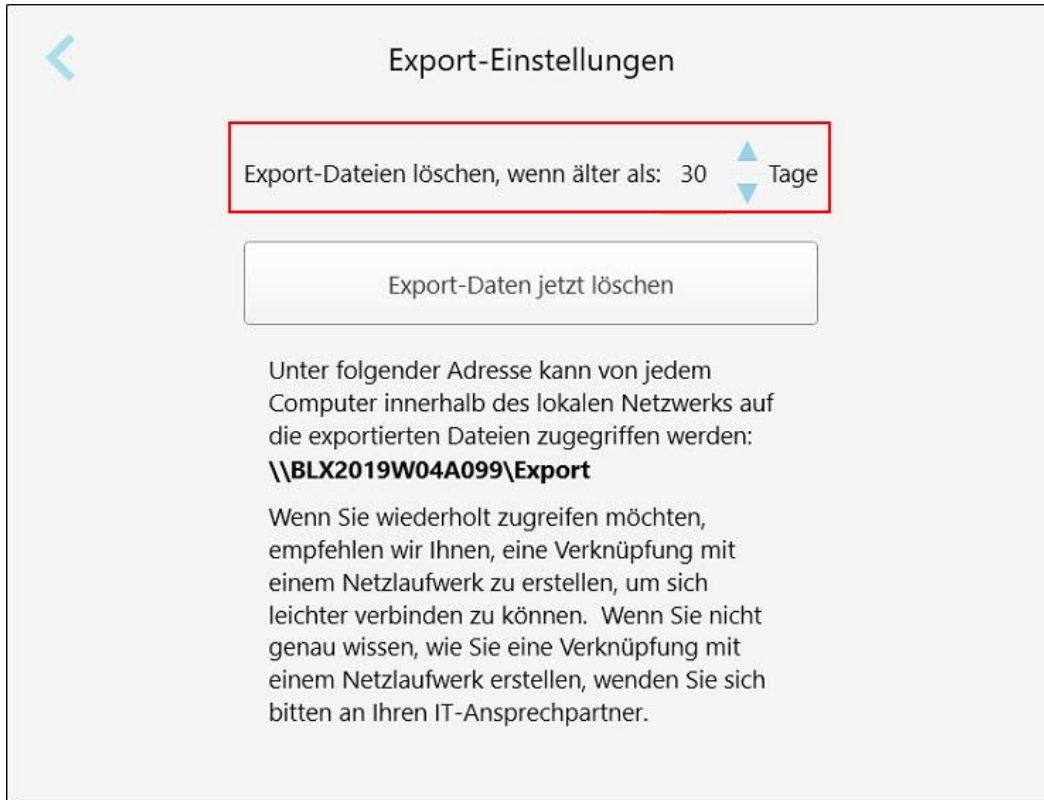 Export-Einstellungen
Export-Dateien löschen, wenn älter als: 30 Tage
Export-Daten jetzt löschen
Unter folgender Adresse kann von jedem
Computer innerhalb des lokalen Netzwerks auf
die exportierten Dateien zugegriffen werden:
\\BLX2019W04A099\Export
Wenn Sie wiederholt zugreifen möchten,
empfehlen wir Ihnen, eine Verknüpfung mit
einem Netzlaufwerk zu erstellen, um sich
leichter verbinden zu können.  Wenn Sie nicht
genau wissen, wie Sie eine Verknüpfung mit
einem Netzlaufwerk erstellen, wenden Sie sich
bitten an Ihren IT-Ansprechpartner.